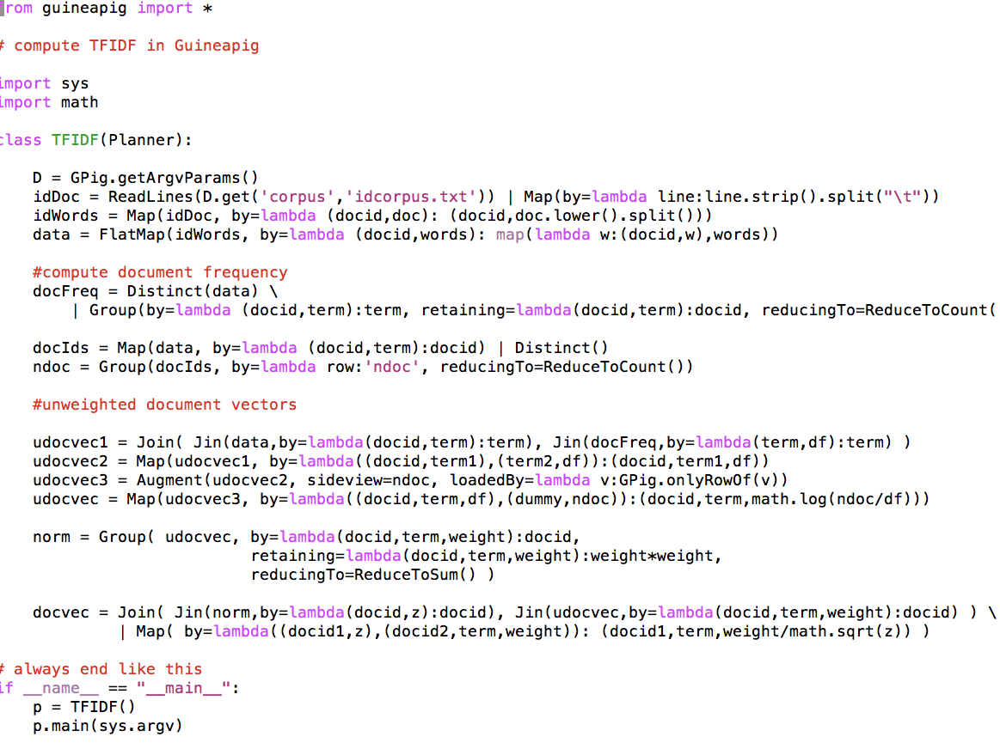 from guineapig import *
# compute TFIDF in Guineapig
import sys
import math
class TFIDF(Planner):
    D = GPig.getArgvParams()
    idDoc = ReadLines(D.get('corpus','idcorpus.txt')) | Map(by=lambda line:line.strip().split("\t"))
    idWords = Map(idDoc, by=lambda (docid,doc): (docid,doc.lower().split()))
    data = FlatMap(idWords, by=lambda (docid,words): map(lambda w:(docid,w),words))
    #compute document frequency
    docFreq = Distinct(data) \
        | Group(by=lambda (docid,term):term, retaining=lambda(docid,term):docid, reducingTo=ReduceToCount(
    docIds = Map(data, by=lambda (docid,term):docid) | Distinct()
    ndoc = Group(docIds, by=lambda row:'ndoc', reducingTo=ReduceToCount())
    #unweighted document vectors
    udocvec1 = Join( Jin(data,by=lambda(docid,term):term), Jin(docFreq,by=lambda(term,df):term) )
    udocvec2 = Map(udocvec1, by=lambda((docid,term1),(term2,df)):(docid,term1,df))
    udocvec3 = Augment(udocvec2, sideview=ndoc, loadedBy=lambda v:GPig.onlyRowOf(v))
    udocvec = Map(udocvec3, by=lambda((docid,term,df),(dummy,ndoc)):(docid,term,math.log(ndoc/df)))
    norm = Group( udocvec, by=lambda(docid,term,weight):docid,
                           retaining=lambda(docid,term,weight):weight*weight,
                           reducingTo=ReduceToSum() )
    docvec = Join( Jin(norm,by=lambda(docid,z):docid), Jin(udocvec,by=lambda(docid,term,weight):docid) ) \
             | Map( by=lambda((docid1,z),(docid2,term,weight)): (docid1,term,weight/math.sqrt(z)) )
# always end like this
if __name__ == "__main__":
    p = TFIDF()
    p.main(sys.argv)